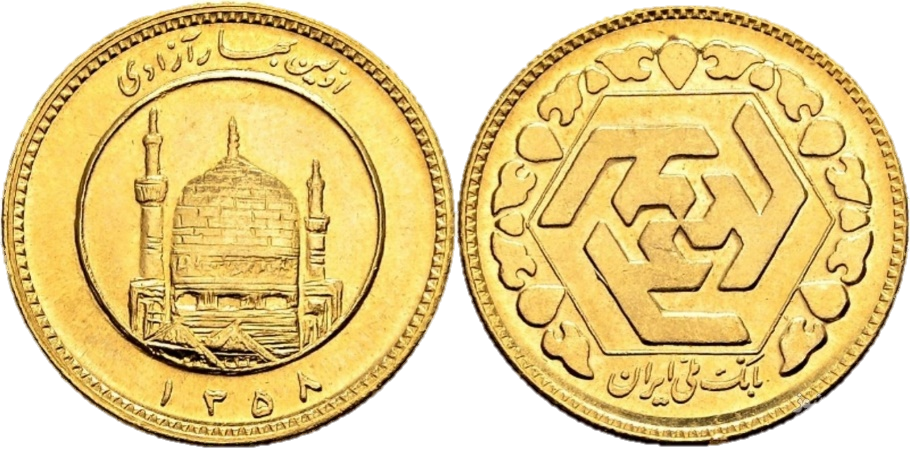 اولین بهار آزادی
۱۳۵۸
بانک ملی ایران